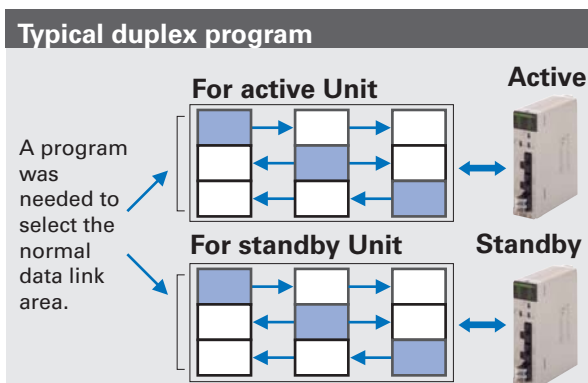 Typical duplex program
For active Unit
Active
A program
was
needed to
select the
normal
data link
area.
For standby Unit
Standby